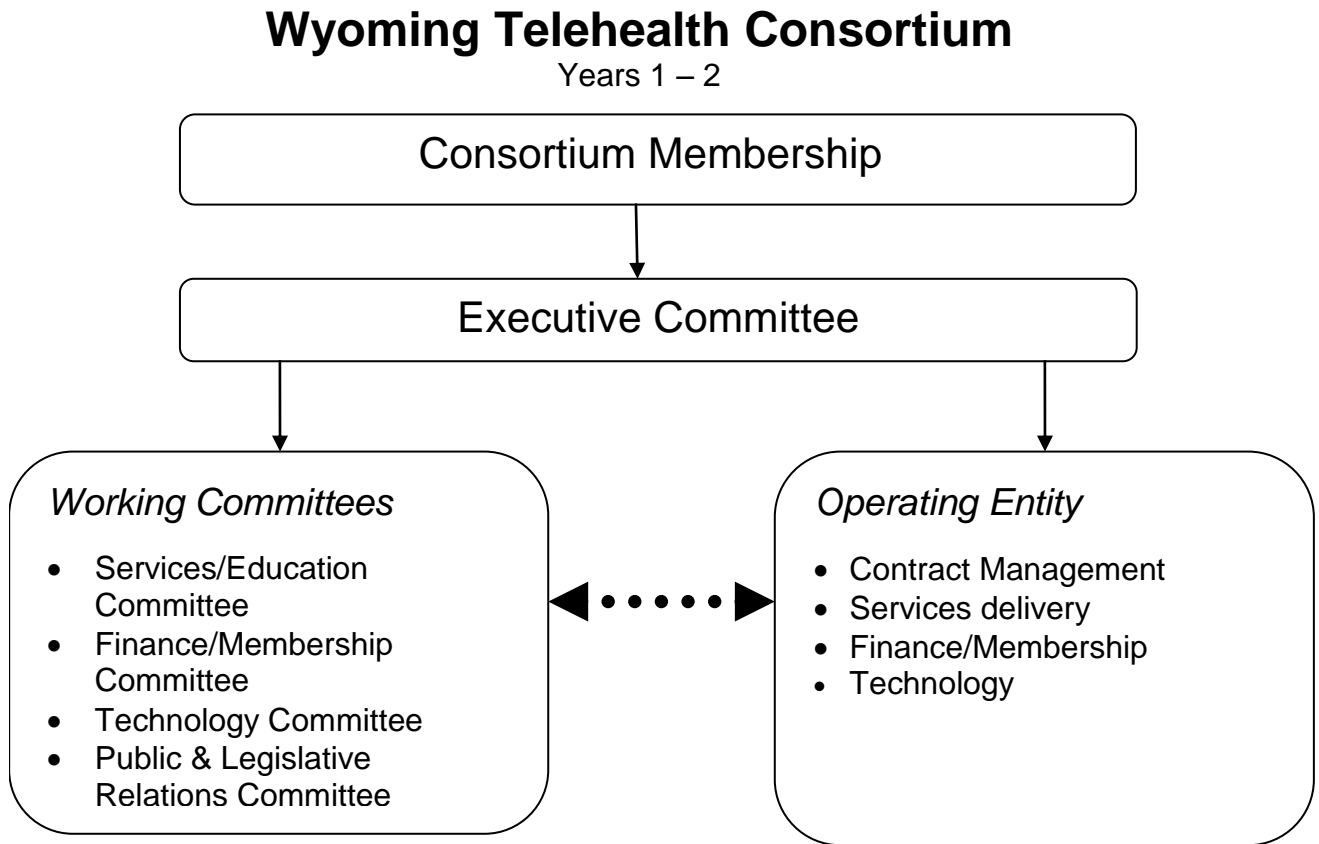 Wyoming Telehealth Consortium
Years 1 – 2
Consortium Membership
Executive Committee
Working Committees
• Services/Education
Committee
• Finance/Membership
Committee
• Technology Committee
• Public & Legislative
Relations Committee
Operating Entity
• Contract Management
• Services delivery
• Finance/Membership
• Technology